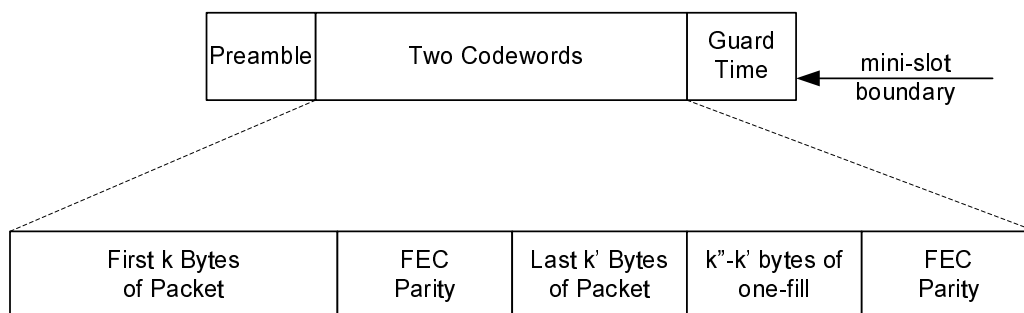 Preamble
Two Codewords
Guard
Time
mini-slot
boundary
First k Bytes
of Packet
FEC
Parity
Last k’ Bytes
of Packet
k”-k’ bytes of
one-fill
FEC
Parity